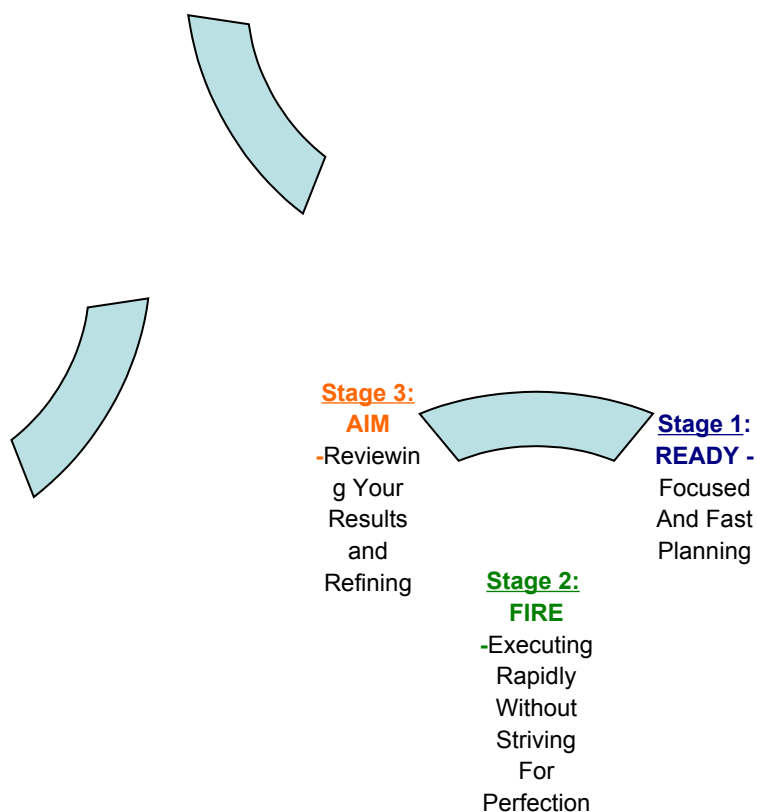 Stage 3:
AIM
-Reviewin
g Your
Results
and
Refining
Stage 1:
READY -
Focused
And Fast
Planning
Stage 2:
FIRE
-Executing
Rapidly
Without
Striving
For
Perfection